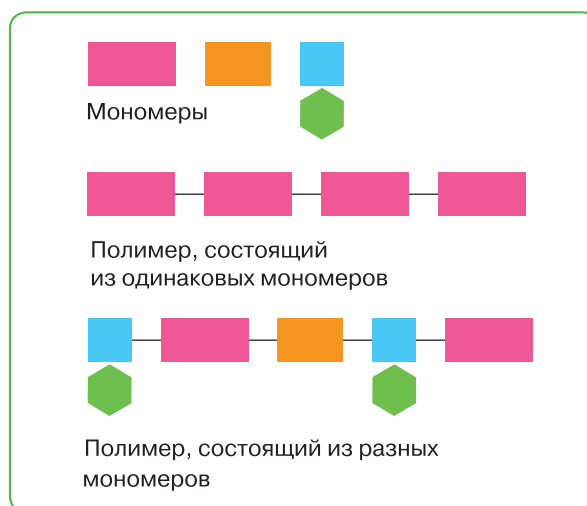 Мономеры
Полимер, состоящий
из одинаковых мономеров
Полимер, состоящий из разных
мономеров